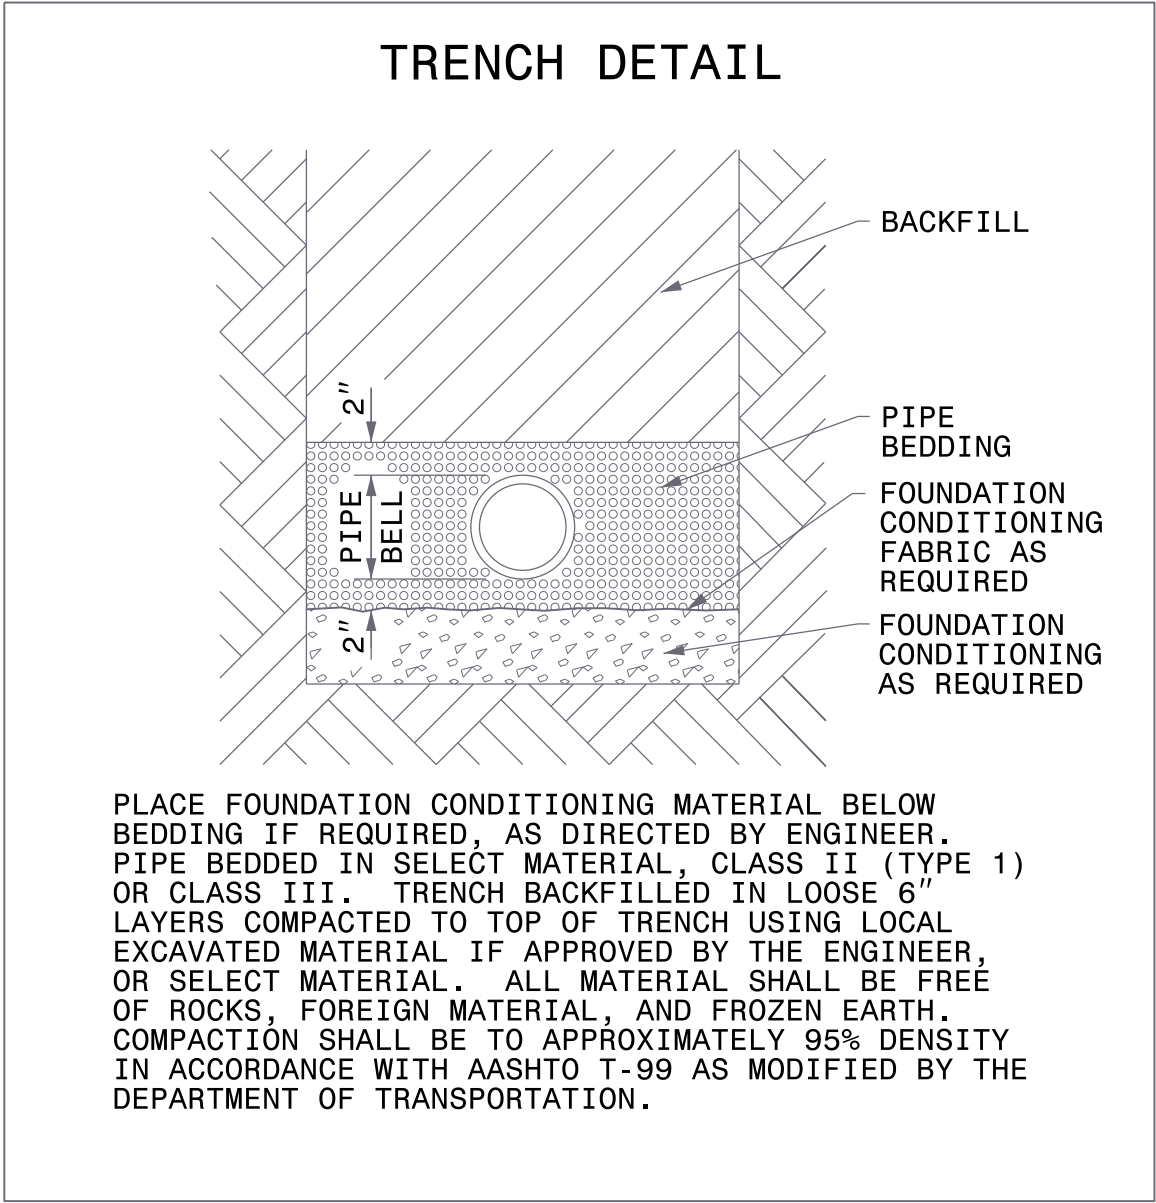 TRENCH DETAIL
BACKFILL
2"
PIPE
BEDDING
PIPE
BELL
FOUNDATION
CONDITIONING
FABRIC AS
REQUIRED
2"
FOUNDATION
CONDITIONING
AS REQUIRED
PLACE FOUNDATION CONDITIONING MATERIAL BELOW
BEDDING IF REQUIRED, AS DIRECTED BY ENGINEER.
PIPE BEDDED IN SELECT MATERIAL, CLASS II (TYPE 1)
OR CLASS III. TRENCH BACKFILLED IN LOOSE 6"
LAYERS COMPACTED TO TOP OF TRENCH USING LOCAL
EXCAVATED MATERIAL IF APPROVED BY THE ENGINEER,
OR SELECT MATERIAL. ALL MATERIAL SHALL BE FREE
OF ROCKS, FOREIGN MATERIAL, AND FROZEN EARTH.
COMPACTION SHALL BE TO APPROXIMATELY 95% DENSITY
IN ACCORDANCE WITH AASHTO T-99 AS MODIFIED BY THE
DEPARTMENT OF TRANSPORTATION.